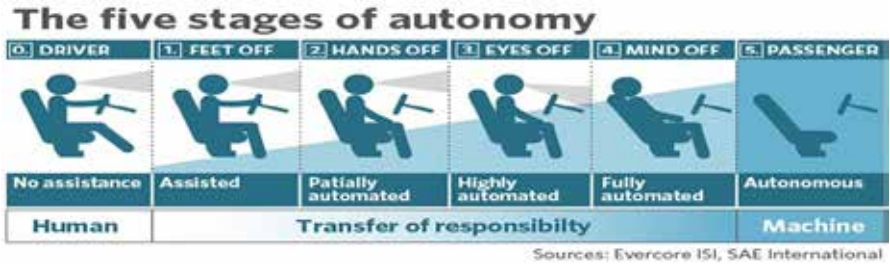 The five stages of autonomy
0. DRIVER
1. FEET OFF
2. HANDS OFF
3. EYES OFF
4. MIND OFF
5. PASSENGER
No assistance
Assisted
Patially
automated
Highly
automated
Fully
automated
Autonomous
Human
Transfer of responsibilty
Machine
Sources: Evercore ISI, SAE International